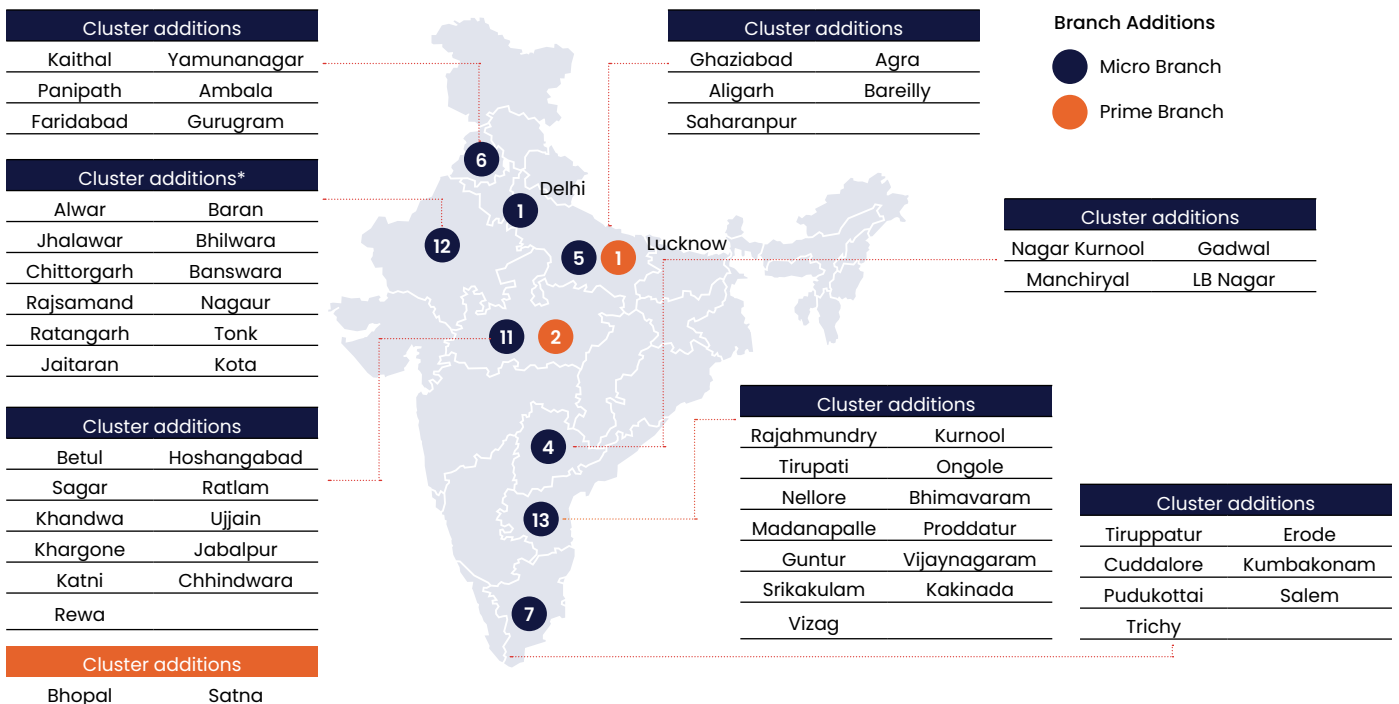 Cluster additions
Kaithal Yamunanagar
Panipath Ambala
Faridabad Gurugram
Cluster additions*
Alwar Baran
Jhalawar Bhilwara
Chittorgarh Banswara
Rajsamand Nagaur
Ratangarh Tonk
Jaitaran Kota
Cluster additions
Betul Hoshangabad
Sagar Ratlam
Khandwa Ujjain
Khargone Jabalpur
Katni Chhindwara
Rewa
Cluster additions
Bhopal Satna
6
Delhi
1
12
Lucknow
5 1
11 2
4
13
7
Cluster additions
Ghaziabad Agra
Aligarh Bareilly
Saharanpur
Branch Additions
Micro Branch
Prime Branch
Cluster additions
Nagar Kurnool Gadwal
Manchiryal LB Nagar
Cluster additions
Rajahmundry Kurnool
Tirupati Ongole
Nellore Bhimavaram
Madanapalle Proddatur
Guntur Vijaynagaram
Srikakulam Kakinada
Vizag
Cluster additions
Tiruppatur Erode
Cuddalore Kumbakonam
Pudukottai Salem
Trichy